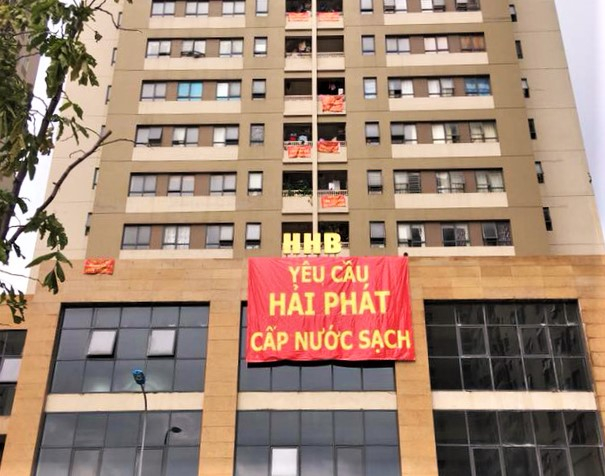 HHB
YÊU CẦU
HẢI PHÁT
CẤP NƯỚC SẠCH